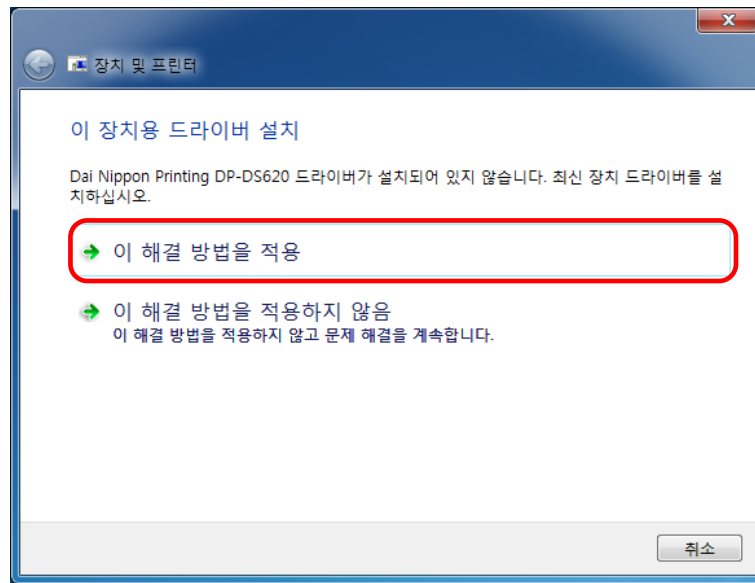 장치 및 프린터
이 장치용 드라이버 설치
Dai Nippon Printing DP-DS620 드라이버가 설치되어 있지 않습니다. 최신 장치 드라이버를 설
치하십시오.
이 해결 방법을 적용
이 해결 방법을 적용하지 않음
이 해결 방법을 적용하지 않고 문제 해결을 계속합니다.
취소